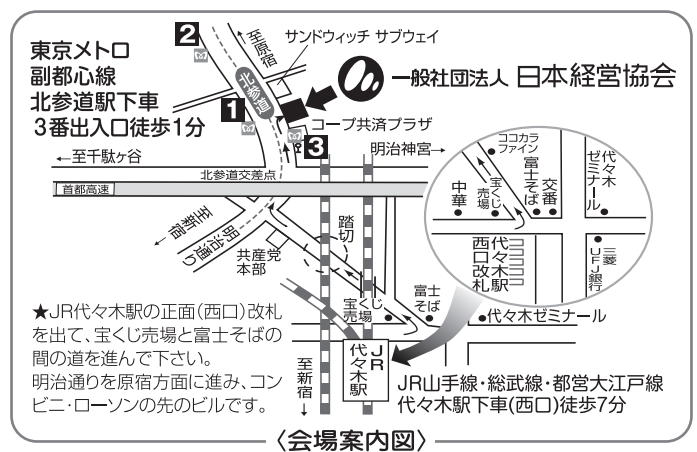 東京メトロ
副都心線
北参道駅下車
3番出入口徒歩1分
2
至原宿
サンドウィッチ サブウェイ
北参道
一般社団法人 日本経営協会
1
コープ共済プラザ
3
明治神宮→
←至千駄ヶ谷
北参道交差点
首都高速
至新宿
明治通り
共産党
本部
踏切
ココカラ
ファイン
代々木
ゼミナール
富士そば
交番
宝くじ
売場
中華
代々木駅
西口改札
三菱
UFJ銀行
宝くじ
売場
富士
そば
代々木ゼミナール
★JR代々木駅の正面(西口)改札
を出て、宝くじ売場と富士そばの
間の道を進んで下さい。
明治通りを原宿方面に進み、コン
ビニ・ローソンの先のビルです。
至新宿
JR
代々木駅
JR山手線・総武線・都営大江戸線
代々木駅下車(西口)徒歩7分
〈会場案内図〉